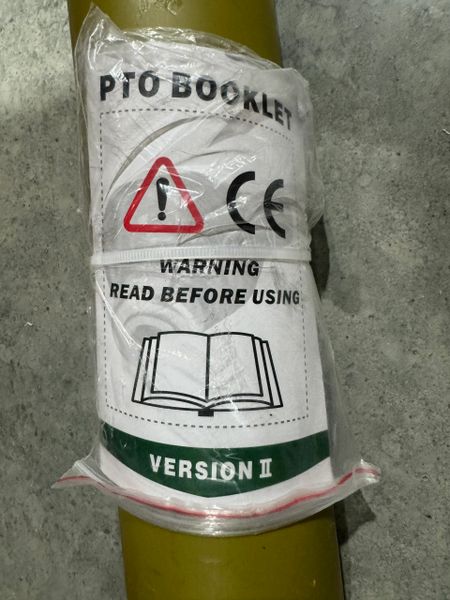 PTO BOOKLET
! CE
WARNING
READ BEFORE USING
VERSION II